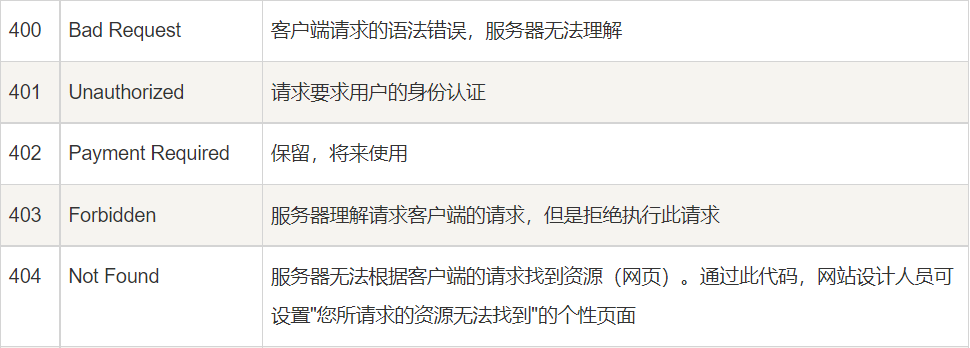 400 Bad Request 客户端请求的语法错误，服务器无法理解
401 Unauthorized 请求要求用户的身份认证
402 Payment Required 保留，将来使用
403 Forbidden 服务器理解请求客户端的请求，但是拒绝执行此请求
404 Not Found 服务器无法根据客户端的请求找到资源（网页）。通过此代码，网站设计人员可
设置"您所请求的资源无法找到"的个性页面